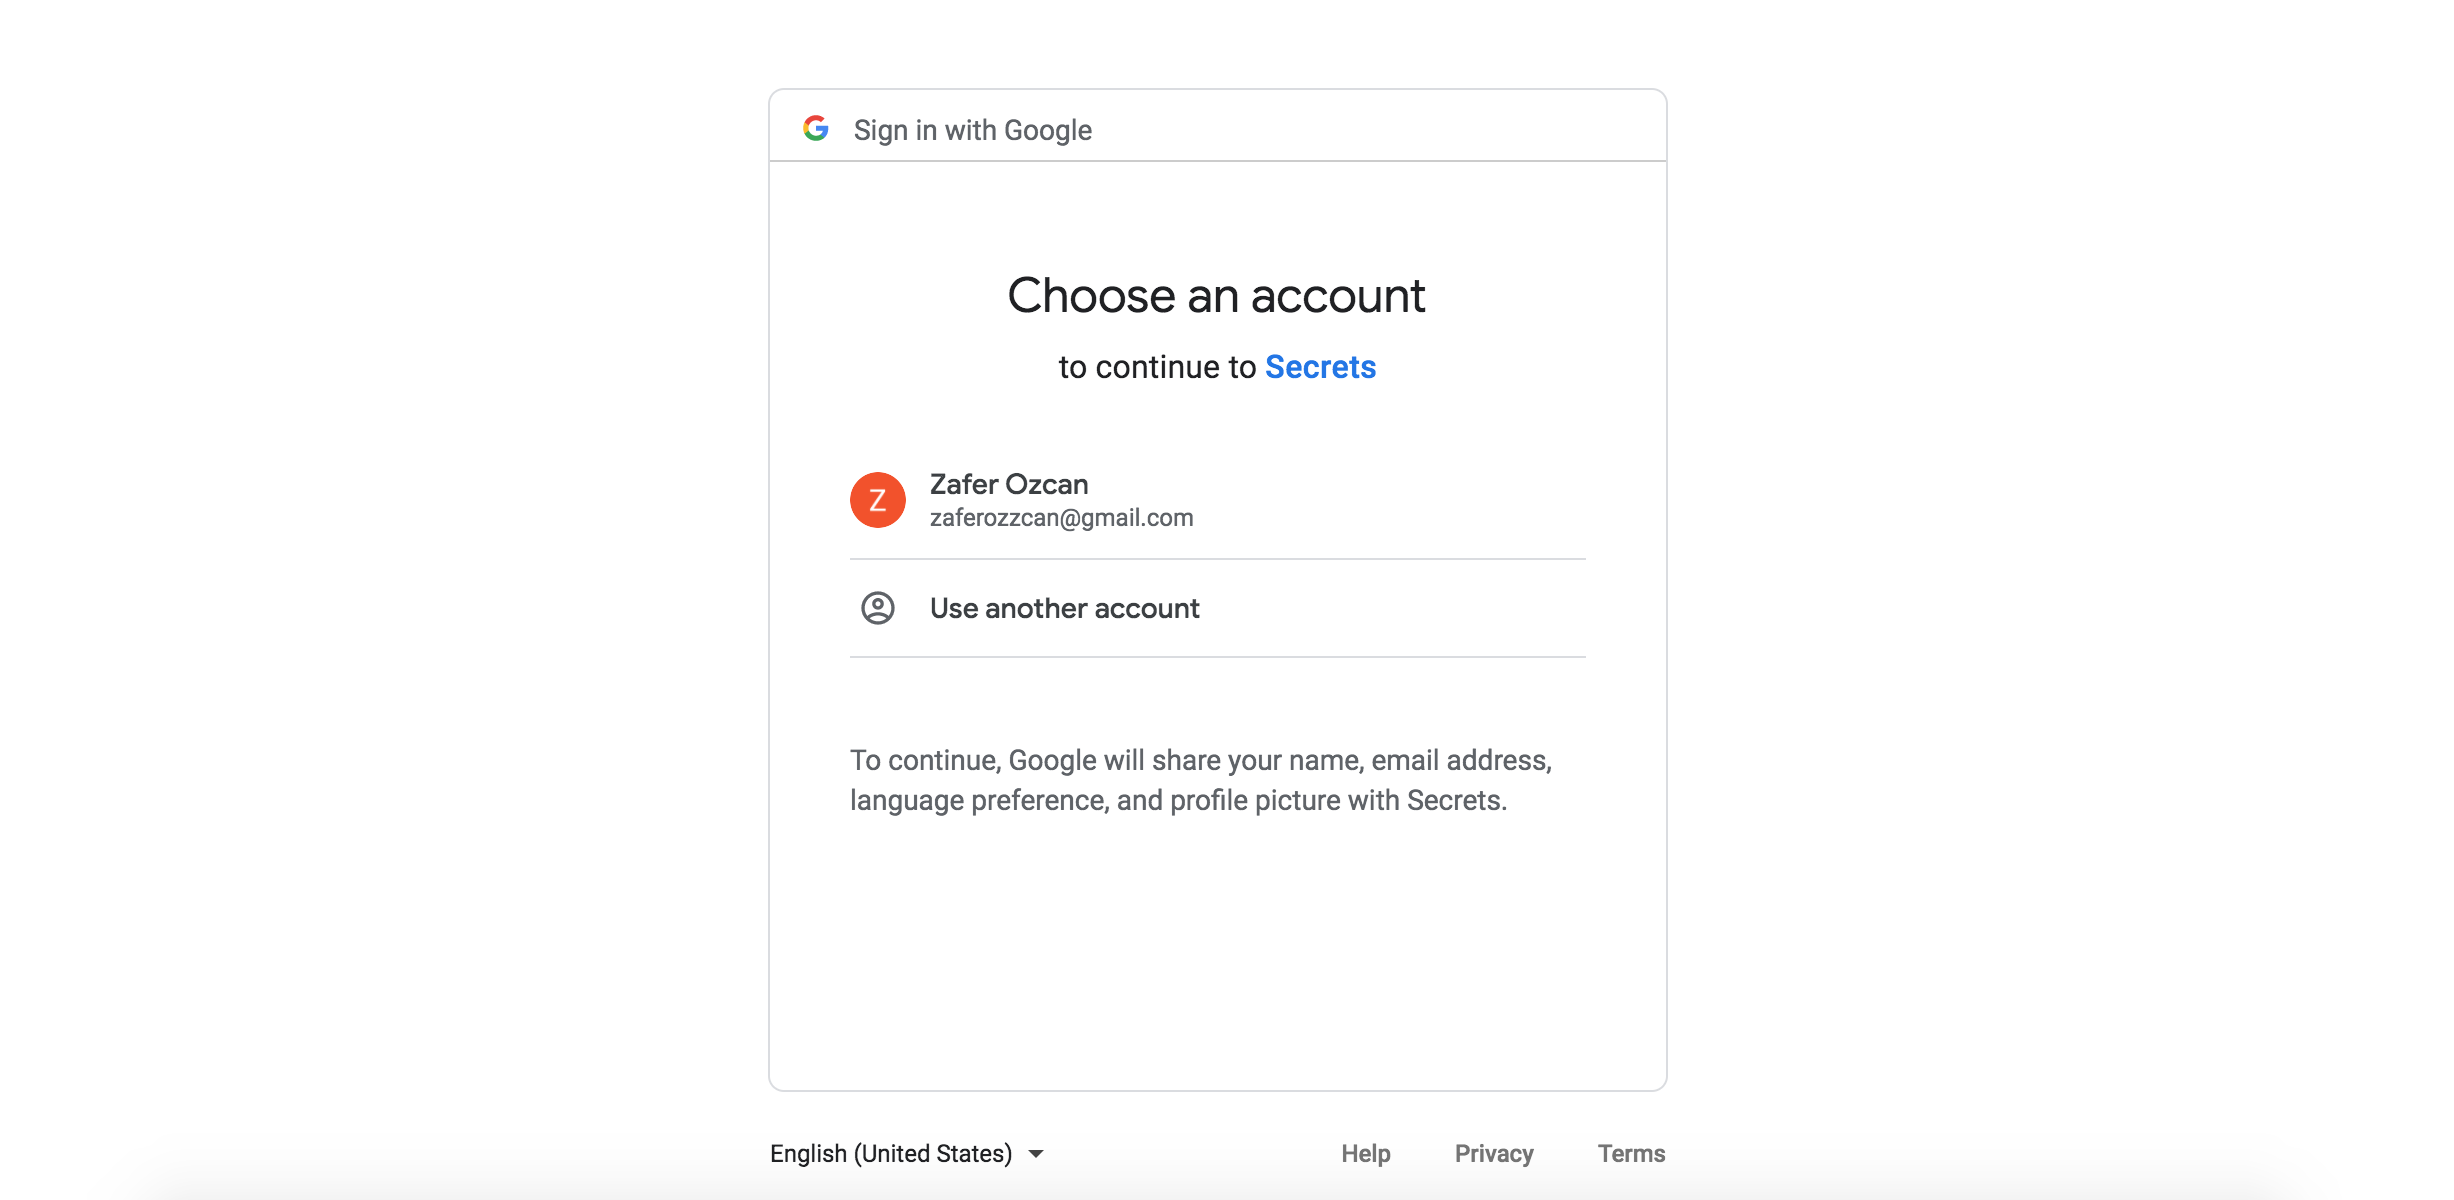 Sign in with Google
Choose an account
to continue to Secrets
Z
Zafer Ozcan
zaferozzcan@gmail.com
Use another account
To continue, Google will share your name, email address,
language preference, and profile picture with Secrets.
English (United States)
Help Privacy Terms